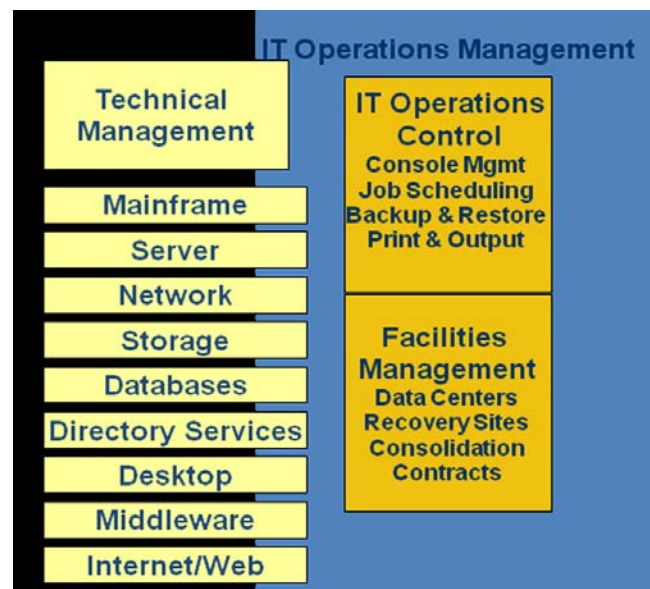 IT Operations Management
Technical
Management
Mainframe
Server
Network
Storage
Databases
Directory Services
Desktop
Middleware
Internet/Web
IT Operations
Control
Console Mgmt
Job Scheduling
Backup & Restore
Print & Output
Facilities
Management
Data Centers
Recovery Sites
Consolidation
Contracts